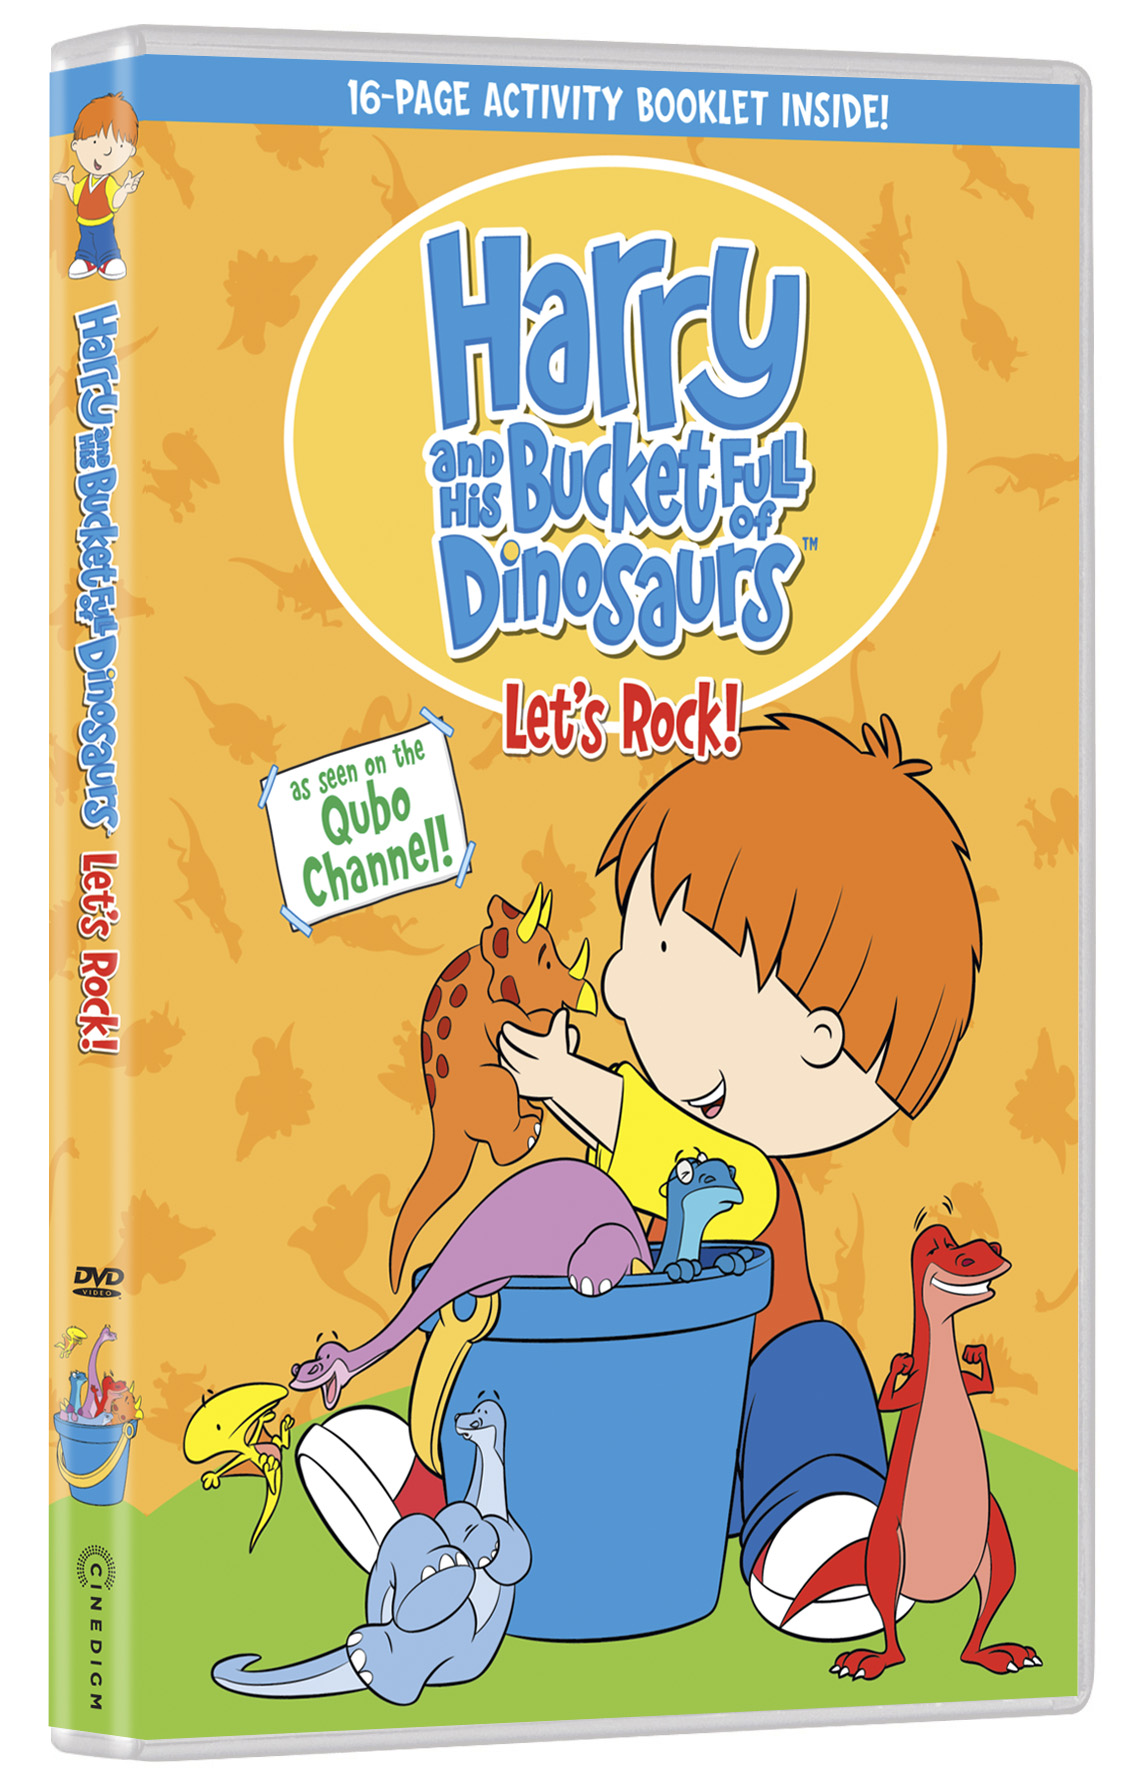 16-PAGE ACTIVITY BOOKLET INSIDE!
Harry
and His Bucket Full of
Dinosaurs™
Let's Rock!
as seen on the
Qubo
Channel!
Harry and His Bucket Full of Dinosaurs Let's Rock!
DVD
VIDEO
CINEDIGM